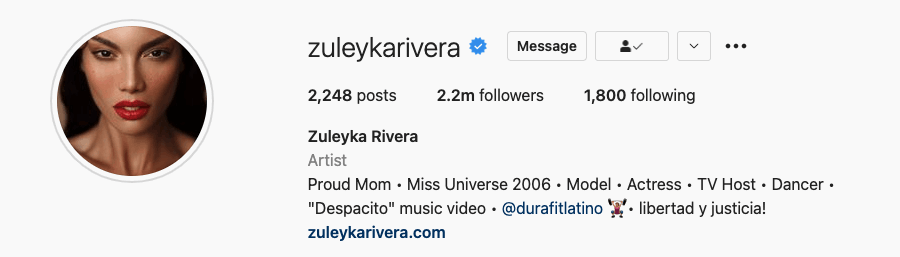 zuleykarivera Message
2,248 posts 2.2m followers 1,800 following
Zuleyka Rivera
Artist
Proud Mom • Miss Universe 2006 • Model • Actress • TV Host • Dancer •
"Despacito" music video • @durafitlatino 🏋🏽‍♀️• libertad y justicia!
zuleykarivera.com